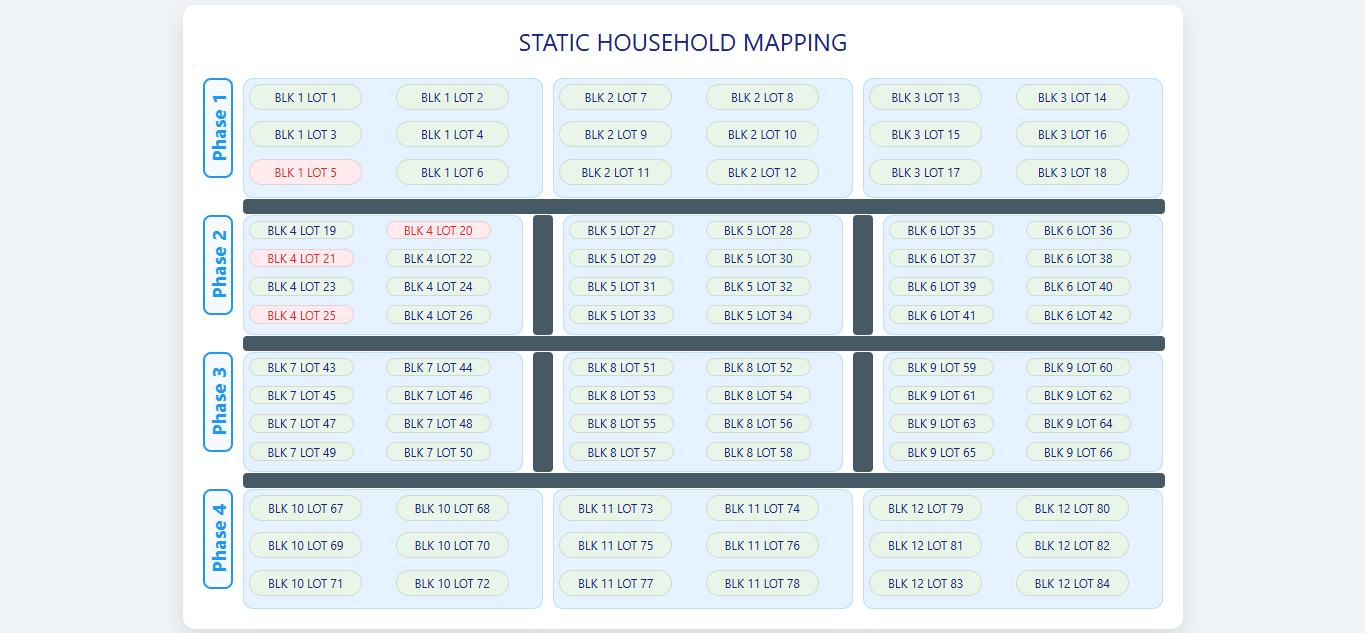 STATIC HOUSEHOLD MAPPING
Phase 1
BLK 1 LOT 1 BLK 1 LOT 2 BLK 2 LOT 7 BLK 2 LOT 8 BLK 3 LOT 13 BLK 3 LOT 14
BLK 1 LOT 3 BLK 1 LOT 4 BLK 2 LOT 9 BLK 2 LOT 10 BLK 3 LOT 15 BLK 3 LOT 16
BLK 1 LOT 5 BLK 1 LOT 6 BLK 2 LOT 11 BLK 2 LOT 12 BLK 3 LOT 17 BLK 3 LOT 18
Phase 2
BLK 4 LOT 19 BLK 4 LOT 20 BLK 5 LOT 27 BLK 5 LOT 28 BLK 6 LOT 35 BLK 6 LOT 36
BLK 4 LOT 21 BLK 4 LOT 22 BLK 5 LOT 29 BLK 5 LOT 30 BLK 6 LOT 37 BLK 6 LOT 38
BLK 4 LOT 23 BLK 4 LOT 24 BLK 5 LOT 31 BLK 5 LOT 32 BLK 6 LOT 39 BLK 6 LOT 40
BLK 4 LOT 25 BLK 4 LOT 26 BLK 5 LOT 33 BLK 5 LOT 34 BLK 6 LOT 41 BLK 6 LOT 42
Phase 3
BLK 7 LOT 43 BLK 7 LOT 44 BLK 8 LOT 51 BLK 8 LOT 52 BLK 9 LOT 59 BLK 9 LOT 60
BLK 7 LOT 45 BLK 7 LOT 46 BLK 8 LOT 53 BLK 8 LOT 54 BLK 9 LOT 61 BLK 9 LOT 62
BLK 7 LOT 47 BLK 7 LOT 48 BLK 8 LOT 55 BLK 8 LOT 56 BLK 9 LOT 63 BLK 9 LOT 64
BLK 7 LOT 49 BLK 7 LOT 50 BLK 8 LOT 57 BLK 8 LOT 58 BLK 9 LOT 65 BLK 9 LOT 66
Phase 4
BLK 10 LOT 67 BLK 10 LOT 68 BLK 11 LOT 73 BLK 11 LOT 74 BLK 12 LOT 79 BLK 12 LOT 80
BLK 10 LOT 69 BLK 10 LOT 70 BLK 11 LOT 75 BLK 11 LOT 76 BLK 12 LOT 81 BLK 12 LOT 82
BLK 10 LOT 71 BLK 10 LOT 72 BLK 11 LOT 77 BLK 11 LOT 78 BLK 12 LOT 83 BLK 12 LOT 84